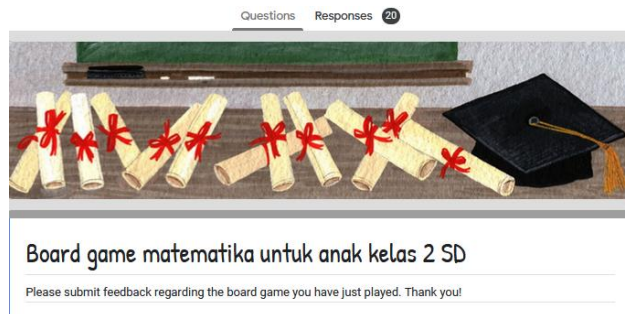 Questions Responses 20
Board game matematika untuk anak kelas 2 SD
Please submit feedback regarding the board game you have just played. Thank you!